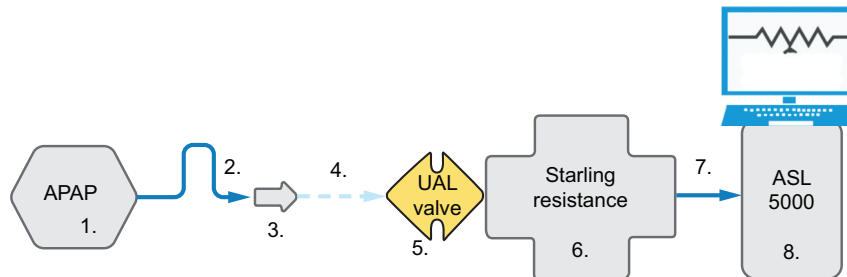 APAP
1.
2.
3.
4.
UAL
valve
5.
Starling
resistance
6.
7.
ASL
5000
8.